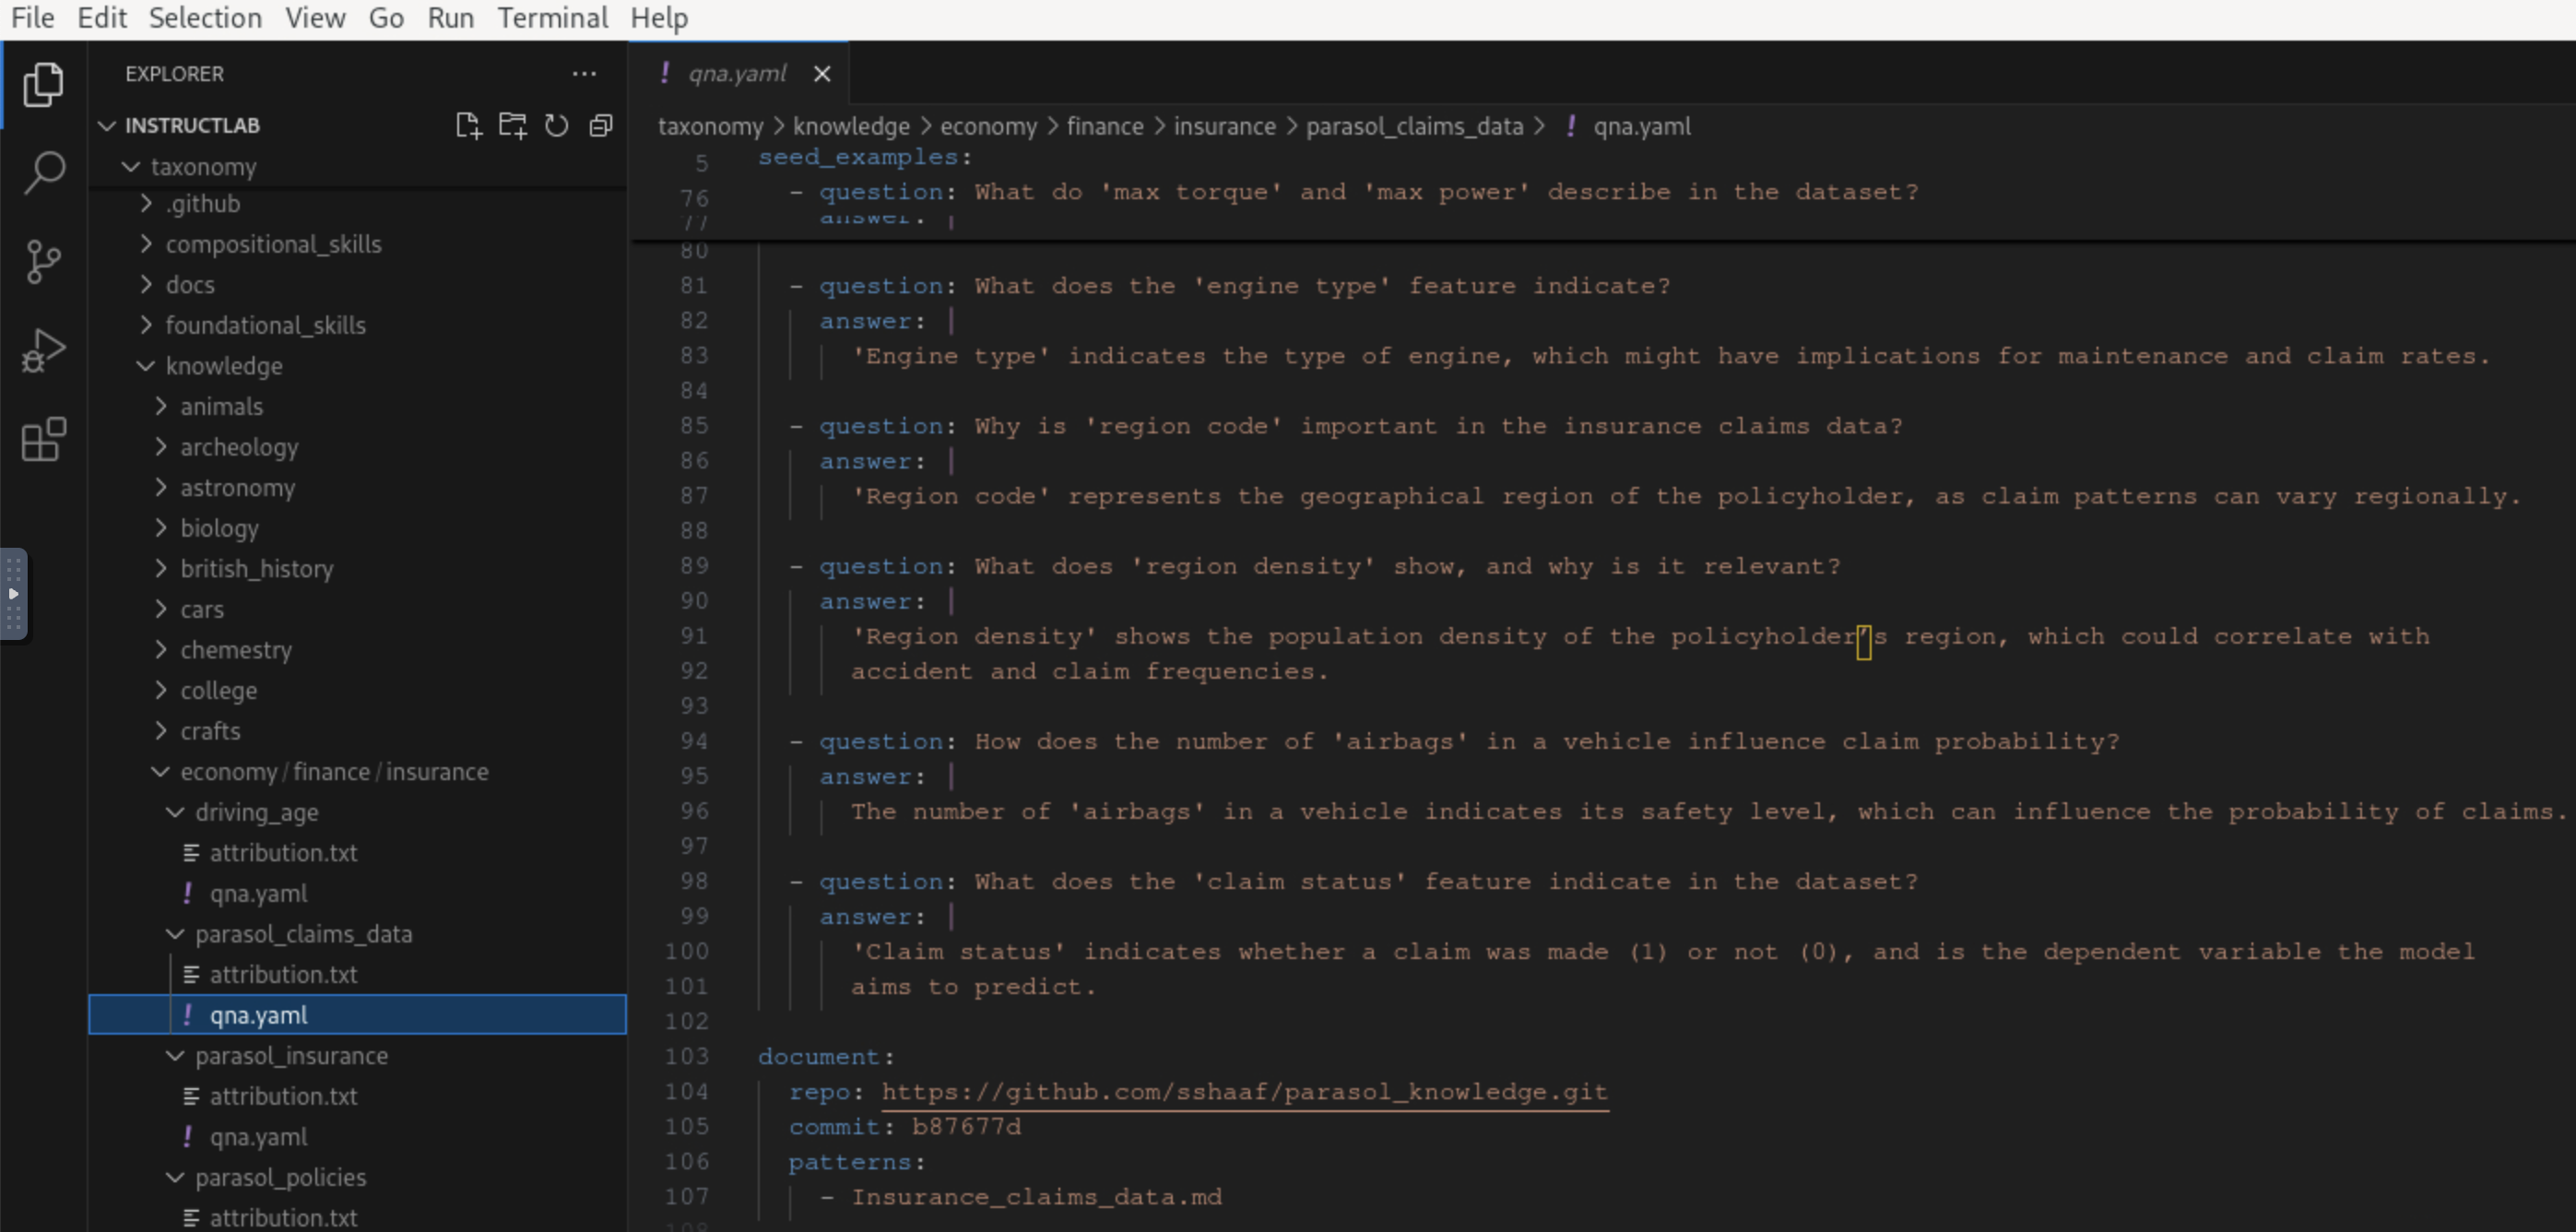 File Edit Selection View Go Run Terminal Help
EXPLORER
INSTRUCTLAB
taxonomy
.github
compositional_skills
docs
foundational_skills
knowledge
animals
archeology
astronomy
biology
british_history
cars
chemestry
college
crafts
economy/finance/insurance
driving_age
attribution.txt
! qna.yaml
parasol_claims_data
attribution.txt
! qna.yaml
parasol_insurance
attribution.txt
! qna.yaml
parasol_policies
attribution.txt
! qna.yaml
taxonomy > knowledge > economy > finance > insurance > parasol_claims_data > ! qna.yaml
5 seed_examples:
76 - question: What do 'max torque' and 'max power' describe in the dataset?
77 answer: |
80
81 - question: What does the 'engine type' feature indicate?
82 answer: |
83 'Engine type' indicates the type of engine, which might have implications for maintenance and claim rates.
84
85 - question: Why is 'region code' important in the insurance claims data?
86 answer: |
87 'Region code' represents the geographical region of the policyholder, as claim patterns can vary regionally.
88
89 - question: What does 'region density' show, and why is it relevant?
90 answer: |
91 'Region density' shows the population density of the policyholder’s region, which could correlate with
92 accident and claim frequencies.
93
94 - question: How does the number of 'airbags' in a vehicle influence claim probability?
95 answer: |
96 The number of 'airbags' in a vehicle indicates its safety level, which can influence the probability of claims.
97
98 - question: What does the 'claim status' feature indicate in the dataset?
99 answer: |
100 'Claim status' indicates whether a claim was made (1) or not (0), and is the dependent variable the model
101 aims to predict.
102
103 document:
104 repo: https://github.com/sshaaf/parasol_knowledge.git
105 commit: b87677d
106 patterns:
107 - Insurance_claims_data.md
108